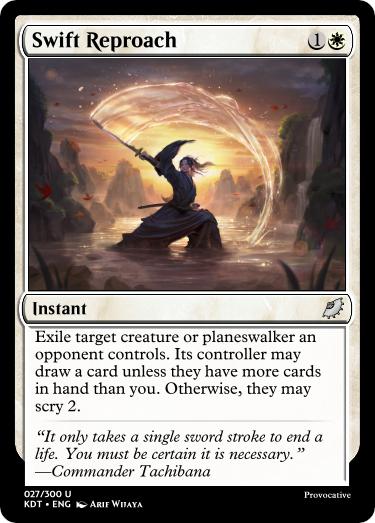 Swift Reproach
1
Instant
Exile target creature or planeswalker an
opponent controls. Its controller may
draw a card unless they have more cards
in hand than you. Otherwise, they may
scry 2.
“It only takes a single sword stroke to end a
life. You must be certain it is necessary.”
—Commander Tachibana
027/300 U
KDT • ENG Arif Wijaya
Provocative